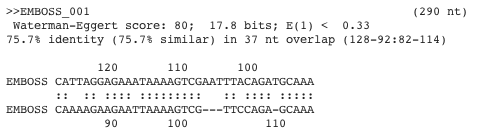 >>EMBOSS_001 (290 nt)
Waterman-Eggert score: 80; 17.8 bits; E(1) < 0.33
75.7% identity (75.7% similar) in 37 nt overlap (128-92:82-114)
120 110 100
EMBOSS CATTAGGAGAAATAAAAGTCGAATTTACAGATGCAAA
:: :: :::: ::::::::: :: :::: :::::
EMBOSS CAAAAGAAGAATTAAAAGTCG---TTCCAGA-GCAAA
90 100 110